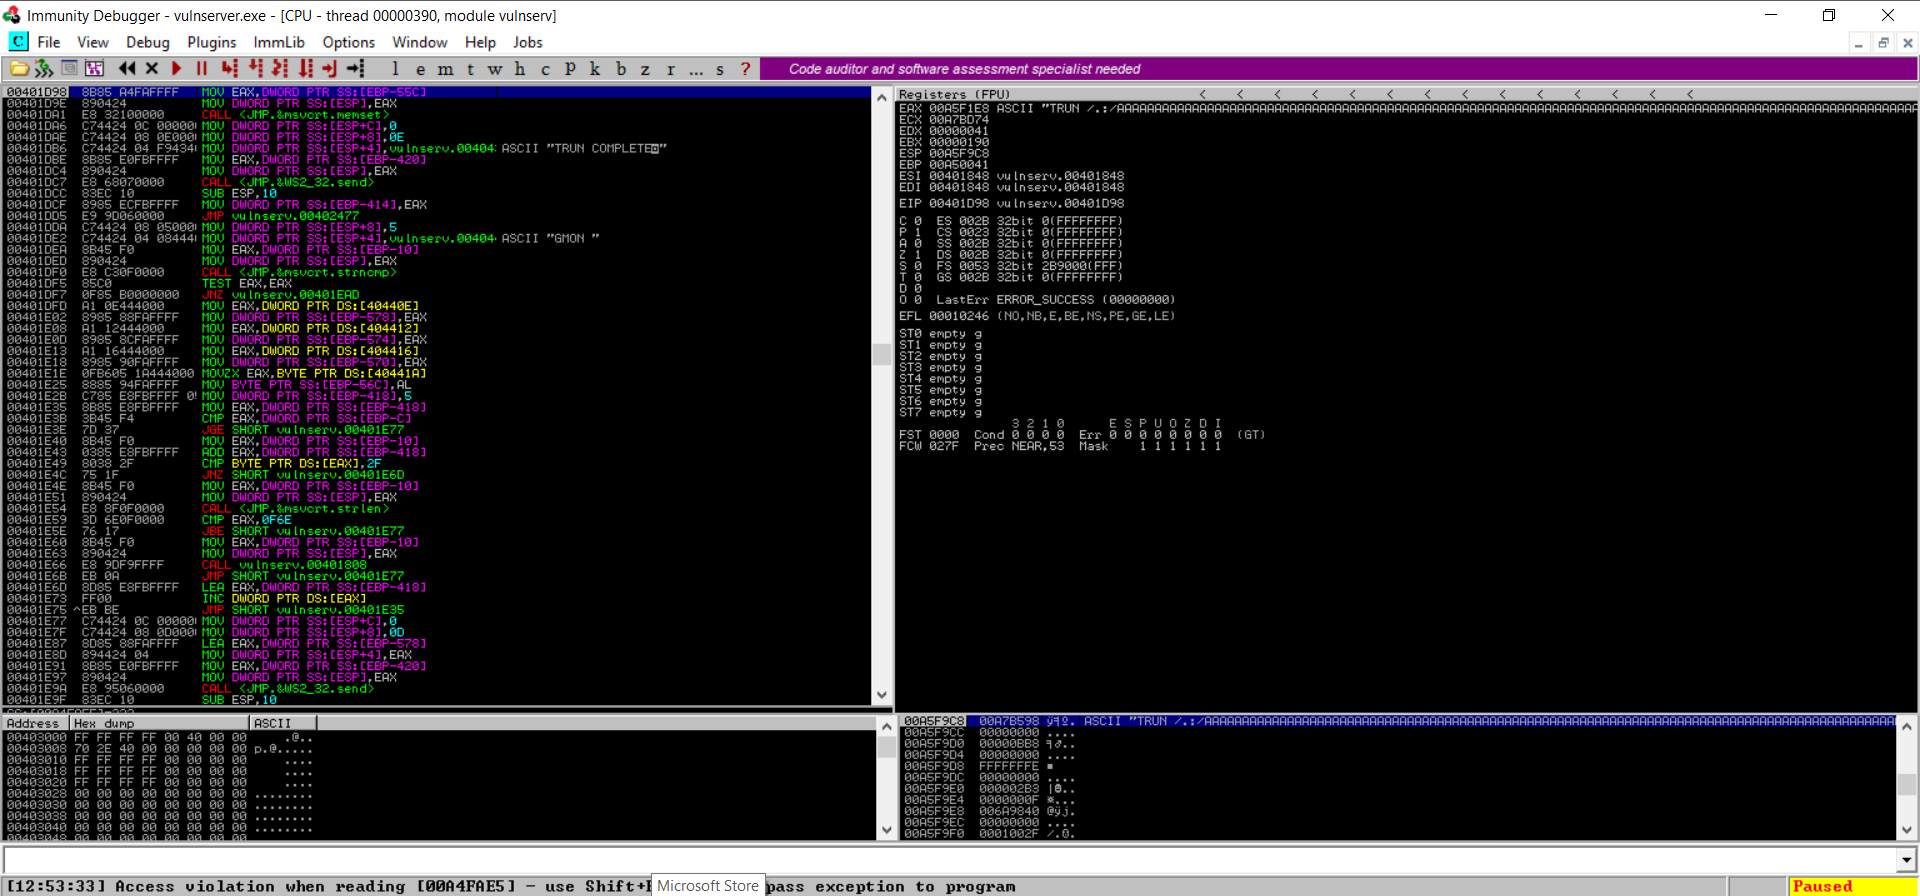 Immunity Debugger - vulnserver.exe - [CPU - thread 00000390, module vulnserv]
C File View Debug Plugins ImmLib Options Window Help Jobs
l e m t w h c P k b z r ... s ? Code auditor and software assessment specialist needed
00401D98 8B85 A4FAFFFF MOV EAX,DWORD PTR SS:[EBP-55C]
00401D9E 890424 MOV DWORD PTR SS:[ESP],EAX
00401DA1 E8 32100000 CALL <JMP.&msvcrt.memset>
00401DA6 C74424 0C 00000 MOV DWORD PTR SS:[ESP+C],0
00401DAE C74424 08 0E000 MOV DWORD PTR SS:[ESP+8],0E
00401DB6 C74424 04 F9434 MOV DWORD PTR SS:[ESP+4],vulnserv.00404 ASCII "TRUN COMPLETE"
00401DBE 8B85 E0FBFFFF MOV EAX,DWORD PTR SS:[EBP-420]
00401DC4 890424 MOV DWORD PTR SS:[ESP],EAX
00401DC7 E8 68070000 CALL <JMP.&WS2_32.send>
00401DCC 83EC 10 SUB ESP,10
00401DCF 8985 ECFBFFFF MOV DWORD PTR SS:[EBP-414],EAX
00401DD5 E9 9D060000 JMP vulnserv.00402477
00401DDA C74424 08 05000 MOV DWORD PTR SS:[ESP+8],5
00401DE2 C74424 04 08444 MOV DWORD PTR SS:[ESP+4],vulnserv.00404 ASCII "GMON "
00401DEA 8B45 F0 MOV EAX,DWORD PTR SS:[EBP-10]
00401DED 890424 MOV DWORD PTR SS:[ESP],EAX
00401DF0 E8 C30F0000 CALL <JMP.&msvcrt.strncmp>
00401DF5 85C0 TEST EAX,EAX
00401DF7 0F85 B0000000 JNZ vulnserv.00401EAD
00401DFD A1 0E444000 MOV EAX,DWORD PTR DS:[40440E]
00401E02 8985 88FAFFFF MOV DWORD PTR SS:[EBP-578],EAX
00401E08 A1 12444000 MOV EAX,DWORD PTR DS:[404412]
00401E0D 8985 8CFAFFFF MOV DWORD PTR SS:[EBP-574],EAX
00401E13 A1 16444000 MOV EAX,DWORD PTR DS:[404416]
00401E18 8985 90FAFFFF MOV DWORD PTR SS:[EBP-570],EAX
00401E1E 0FB605 1A444000 MOVZX EAX,BYTE PTR DS:[40441A]
00401E25 8885 94FAFFFF MOV BYTE PTR SS:[EBP-56C],AL
00401E2B C785 E8FBFFFF 0 MOV DWORD PTR SS:[EBP-418],5
00401E35 8B85 E8FBFFFF MOV EAX,DWORD PTR SS:[EBP-418]
00401E3B 3B45 F4 CMP EAX,DWORD PTR SS:[EBP-C]
00401E3E 7D 37 JGE SHORT vulnserv.00401E77
00401E40 8B45 F0 MOV EAX,DWORD PTR SS:[EBP-10]
00401E43 0385 E8FBFFFF ADD EAX,DWORD PTR SS:[EBP-418]
00401E49 8038 2F CMP BYTE PTR DS:[EAX],2F
00401E4C 75 1F JNZ SHORT vulnserv.00401E6D
00401E4E 8B45 F0 MOV EAX,DWORD PTR SS:[EBP-10]
00401E51 890424 MOV DWORD PTR SS:[ESP],EAX
00401E54 E8 8F0F0000 CALL <JMP.&msvcrt.strlen>
00401E59 3D 6E0F0000 CMP EAX,0F6E
00401E5E 76 17 JBE SHORT vulnserv.00401E77
00401E60 8B45 F0 MOV EAX,DWORD PTR SS:[EBP-10]
00401E63 890424 MOV DWORD PTR SS:[ESP],EAX
00401E66 E8 9DF9FFFF CALL vulnserv.00401808
00401E6B EB 0A JMP SHORT vulnserv.00401E77
00401E6D 8D85 E8FBFFFF LEA EAX,DWORD PTR SS:[EBP-418]
00401E73 FF00 INC DWORD PTR DS:[EAX]
00401E75 ^EB BE JMP SHORT vulnserv.00401E35
00401E77 C74424 0C 00000 MOV DWORD PTR SS:[ESP+C],0
00401E7F C74424 08 0D000 MOV DWORD PTR SS:[ESP+8],0D
00401E87 8D85 88FAFFFF LEA EAX,DWORD PTR SS:[EBP-578]
00401E8D 894424 04 MOV DWORD PTR SS:[ESP+4],EAX
00401E91 8B85 E0FBFFFF MOV EAX,DWORD PTR SS:[EBP-420]
00401E97 890424 MOV DWORD PTR SS:[ESP],EAX
00401E9A E8 95060000 CALL <JMP.&WS2_32.send>
00401E9F 83EC 10 SUB ESP,10
Registers (FPU) < < < < < < < < < < < < < <
EAX 00A5F1E8 ASCII "TRUN /.:/AAAAAAAAAAAAAAAAAAAAAAAAAAAAAAAAAAAAAAAAAAAAAAAAAAAAAAAAAAAAAAAAAAAAAAAAAAAAAAAAAAAAAAAAAAAAAA
ECX 00A7BD74
EDX 00000041
EBX 00000190
ESP 00A5F9C8
EBP 00A50041
ESI 00401848 vulnserv.00401848
EDI 00401848 vulnserv.00401848
EIP 00401D98 vulnserv.00401D98
C 0 ES 002B 32bit 0(FFFFFFFF)
P 1 CS 0023 32bit 0(FFFFFFFF)
A 0 SS 002B 32bit 0(FFFFFFFF)
Z 1 DS 002B 32bit 0(FFFFFFFF)
S 0 FS 0053 32bit 2B9000(FFF)
T 0 GS 002B 32bit 0(FFFFFFFF)
D 0
O 0 LastErr ERROR_SUCCESS (00000000)
EFL 00010246 (NO,NB,E,BE,NS,PE,GE,LE)
ST0 empty g
ST1 empty g
ST2 empty g
ST3 empty g
ST4 empty g
ST5 empty g
ST6 empty g
ST7 empty g
3 2 1 0 E S P U O Z D I
FST 0000 Cond 0 0 0 0 Err 0 0 0 0 0 0 0 0 (GT)
FCW 027F Prec NEAR,53 Mask 1 1 1 1 1 1
Address Hex dump ASCII
00403000 FF FF FF FF 00 40 00 00 .@..
00403008 70 2E 40 00 00 00 00 00 p.@.....
00403010 FF FF FF FF 00 00 00 00 ....
00403018 FF FF FF FF 00 00 00 00 ....
00403020 FF FF FF FF 00 00 00 00 ....
00403028 00 00 00 00 00 00 00 00 ........
00403030 00 00 00 00 00 00 00 00 ........
00403038 00 00 00 00 00 00 00 00 ........
00403040 00 00 00 00 00 00 00 00 ........
00A5F9C8 00A7B598 ASCII "TRUN /.:/AAAAAAAAAAAAAAAAAAAAAAAAAAAAAAAAAAAAAAAAAAAAAAAAAAAAAAAAAAAAAAAAAAAAAAAAAAAAAAAAAAAA
00A5F9CC 00000000 ....
00A5F9D0 00000BB8
00A5F9D4 00000000 ....
00A5F9D8 FFFFFFFE
00A5F9DC 00000000 ....
00A5F9E0 000002B3
00A5F9E4 0000000F
00A5F9E8 006A9840 @ÿj.
00A5F9EC 00000000 ....
00A5F9F0 0001002F /.0.
[12:53:33] Access violation when reading [00A4FAE5] - use Shift+ Microsoft Store pass exception to program Paused